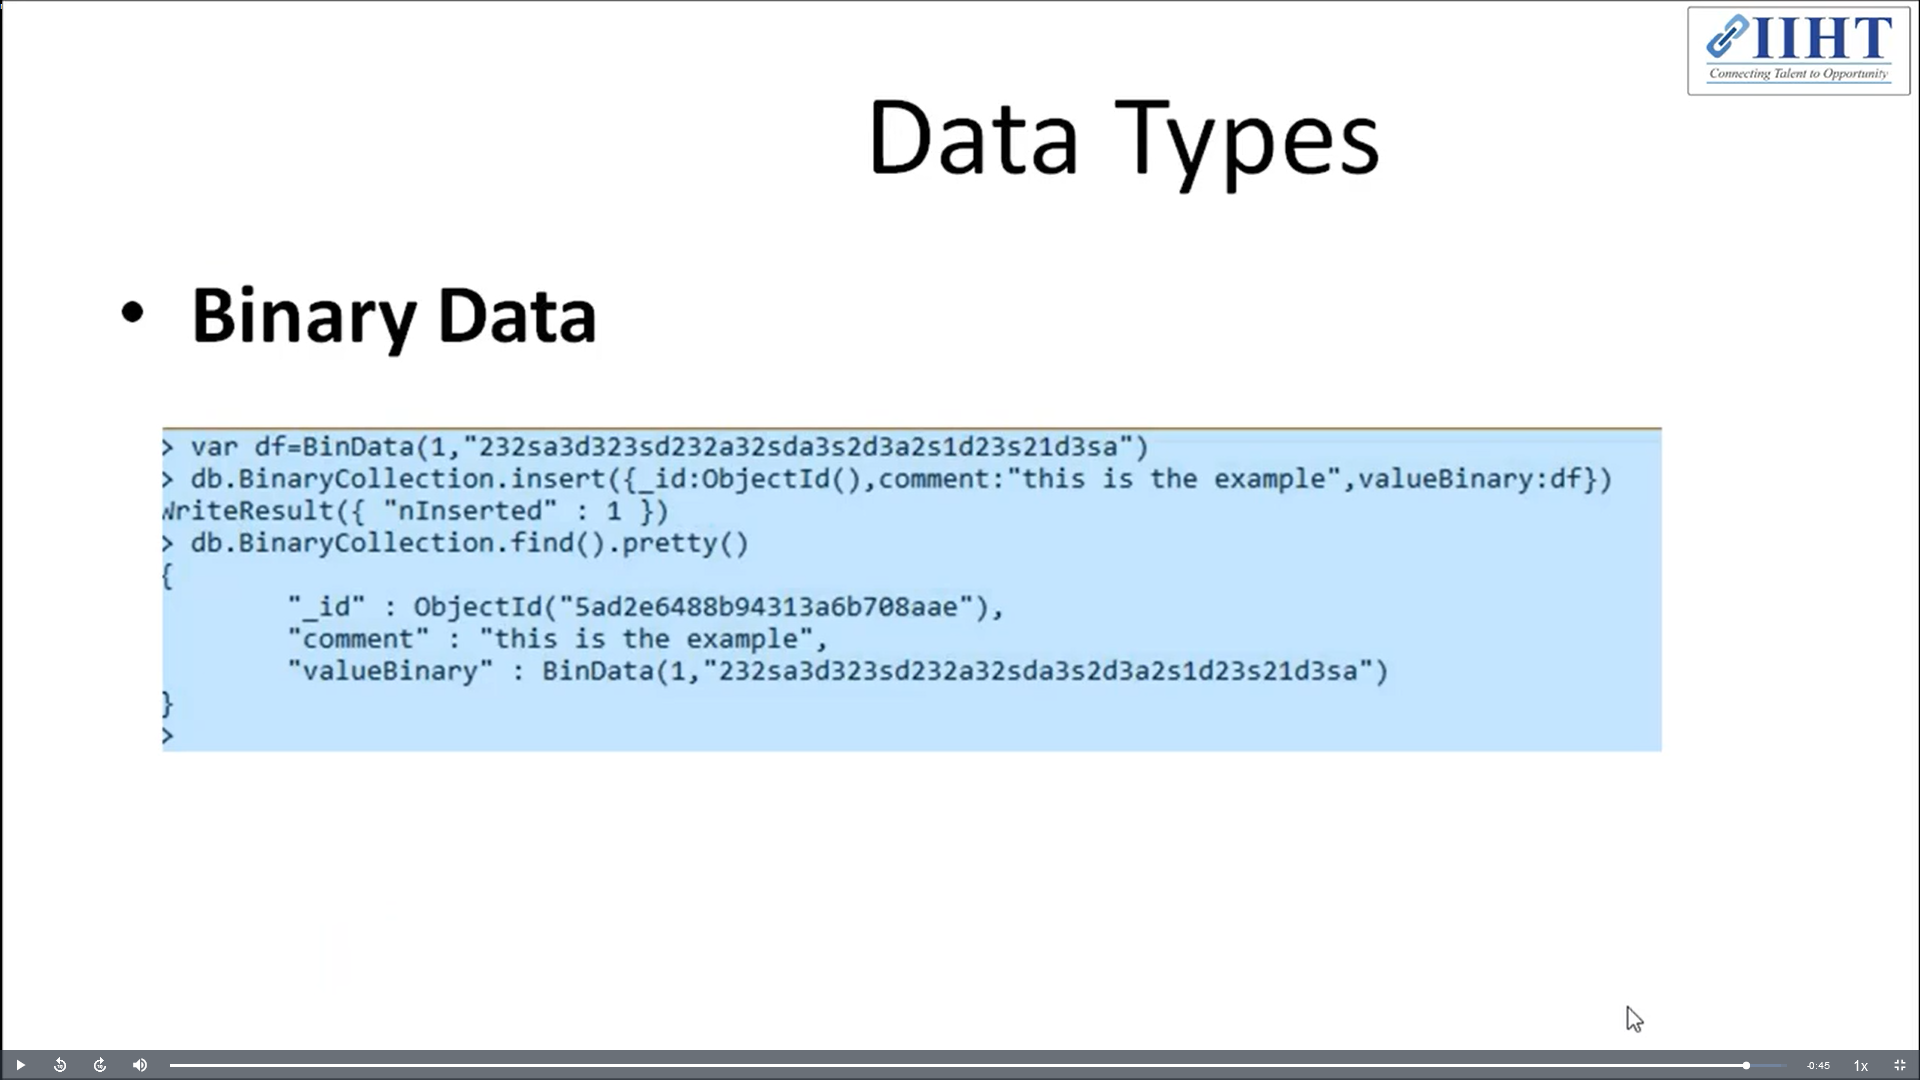 IIHT
Connecting Talent to Opportunity
Data Types
• Binary Data
> var df=BinData(1,"232sa3d323sd232a32sda3s2d3a2s1d23s21d3sa")
> db.BinaryCollection.insert({_id:ObjectId(),comment:"this is the example",valueBinary:df})
WriteResult({ "nInserted" : 1 })
> db.BinaryCollection.find().pretty()
{
"_id" : ObjectId("5ad2e6488b94313a6b708aae"),
"comment" : "this is the example",
"valueBinary" : BinData(1,"232sa3d323sd232a32sda3s2d3a2s1d23s21d3sa")
}
>
-0:45 1x